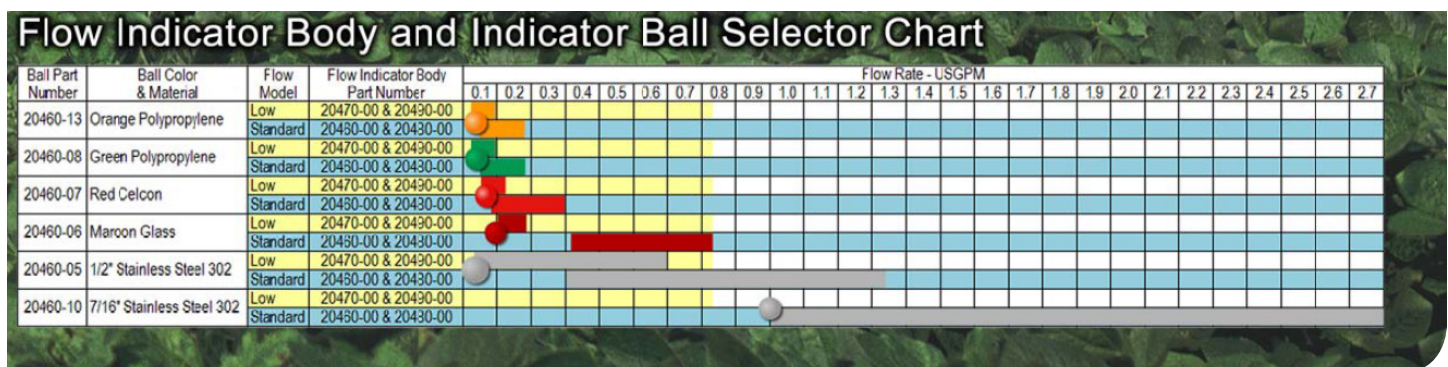 Flow Indicator Body and Indicator Ball Selector Chart
Ball Part Number Ball Color & Material Flow Model Flow Indicator Body Part Number Flow Rate - USGPM
0.1 0.2 0.3 0.4 0.5 0.6 0.7 0.8 0.9 1.0 1.1 1.2 1.3 1.4 1.5 1.6 1.7 1.8 1.9 2.0 2.1 2.2 2.3 2.4 2.5 2.6 2.7
20460-13 Orange Polypropylene Low 20470-00 & 20490-00
Standard 20460-00 & 20480-00
20460-08 Green Polypropylene Low 20470-00 & 20490-00
Standard 20460-00 & 20480-00
20460-07 Red Celcon Low 20470-00 & 20490-00
Standard 20460-00 & 20480-00
20460-06 Maroon Glass Low 20470-00 & 20490-00
Standard 20460-00 & 20480-00
20460-05 1/2" Stainless Steel 302 Low 20470-00 & 20490-00
Standard 20460-00 & 20480-00
20460-10 7/16" Stainless Steel 302 Low 20470-00 & 20490-00
Standard 20460-00 & 20480-00